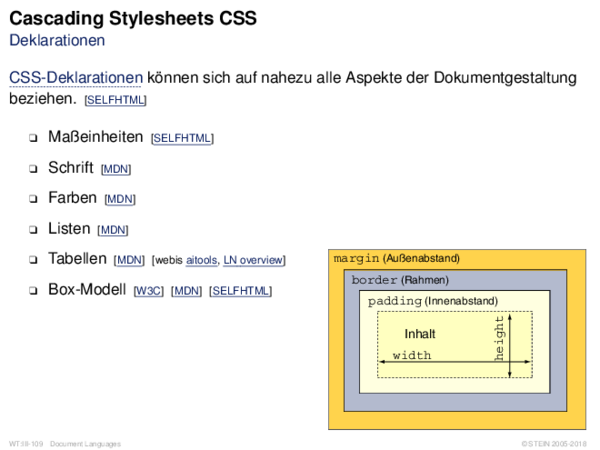 Cascading Stylesheets CSS
Deklarationen
CSS-Deklarationen können sich auf nahezu alle Aspekte der Dokumentgestaltung
beziehen. [SELFHTML]
❑ Maßeinheiten [SELFHTML]
❑ Schrift [MDN]
❑ Farben [MDN]
❑ Listen [MDN]
❑ Tabellen [MDN] [webis aitools, LN overview]
❑ Box-Modell [W3C] [MDN] [SELFHTML]
margin (Außenabstand)
border (Rahmen)
padding (Innenabstand)
Inhalt
width
height
WT:III-109 Document Languages
© STEIN 2005-2018